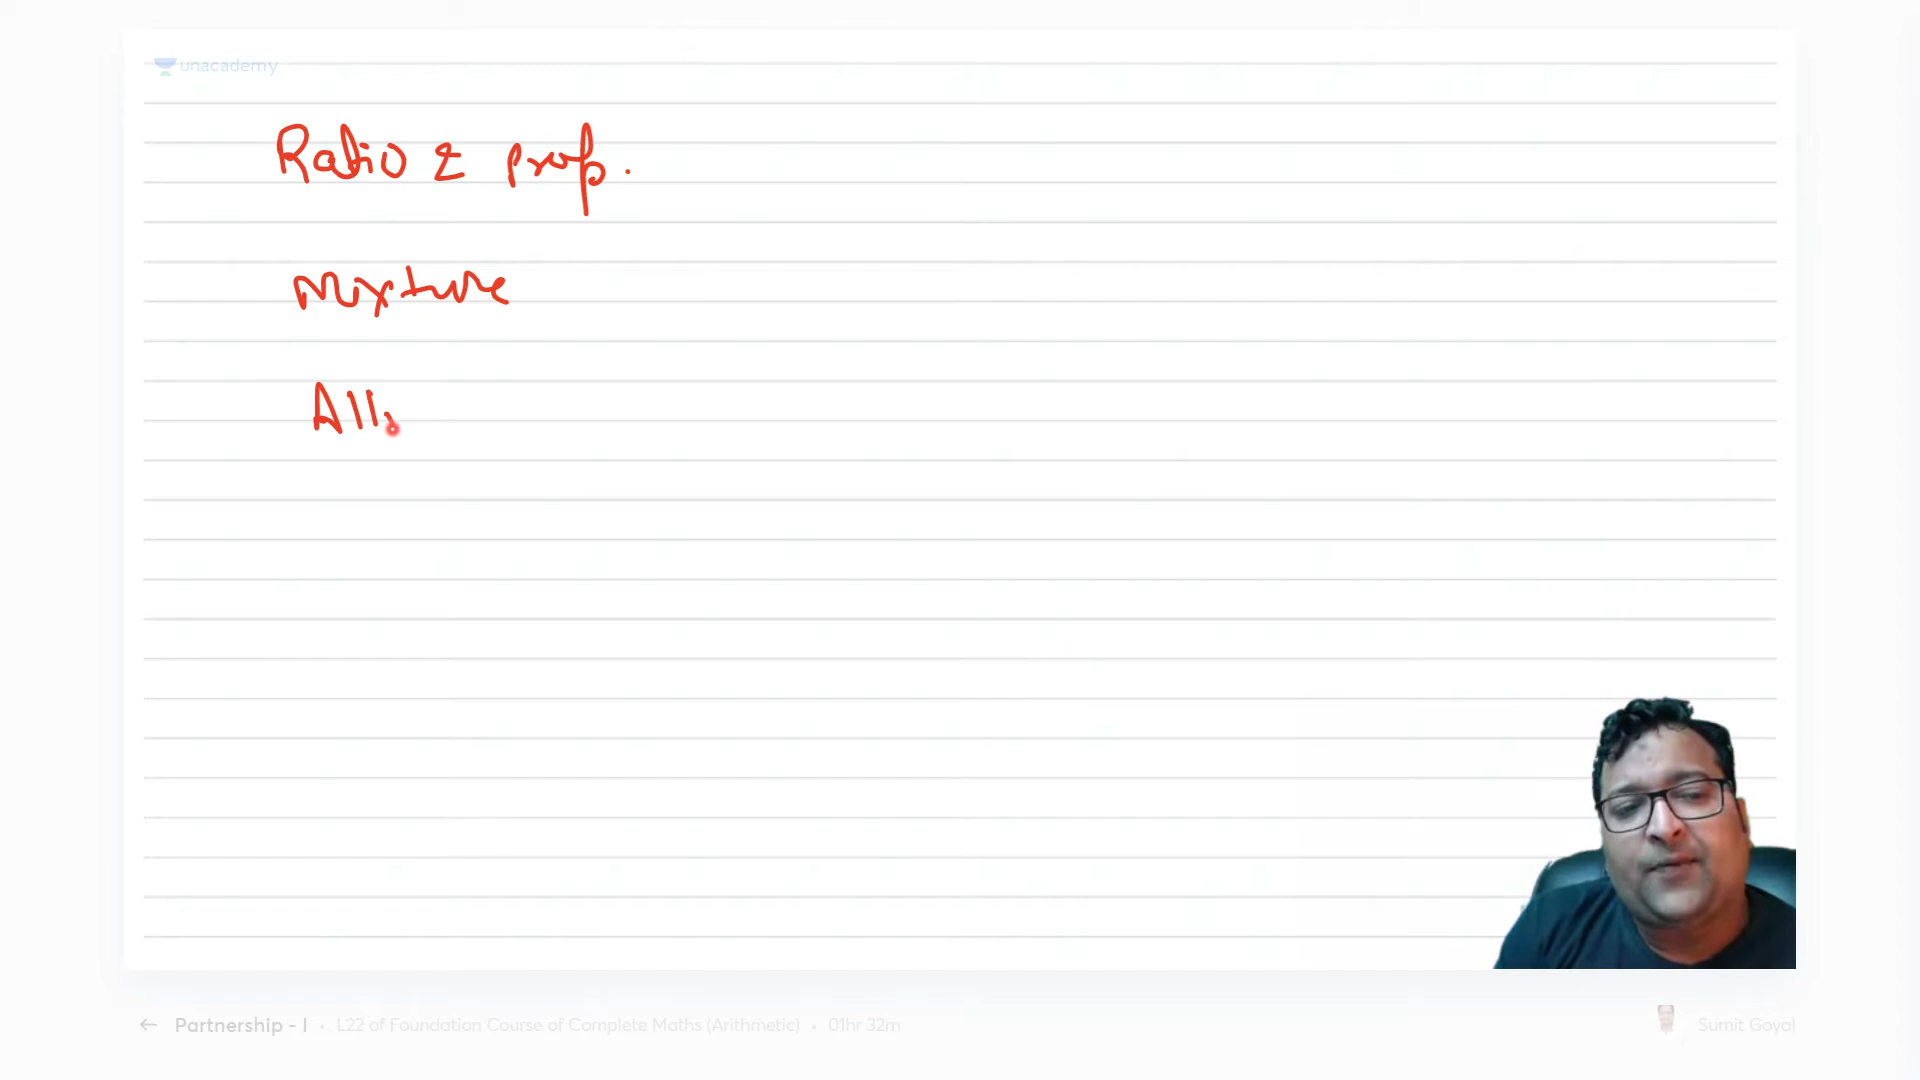 unacademy
Ratio & prop.
Mixture
All
Partnership - I • L22 of Foundation Course of Complete Maths (Arithmetic) • 01hr 32m
Sumit Goyal